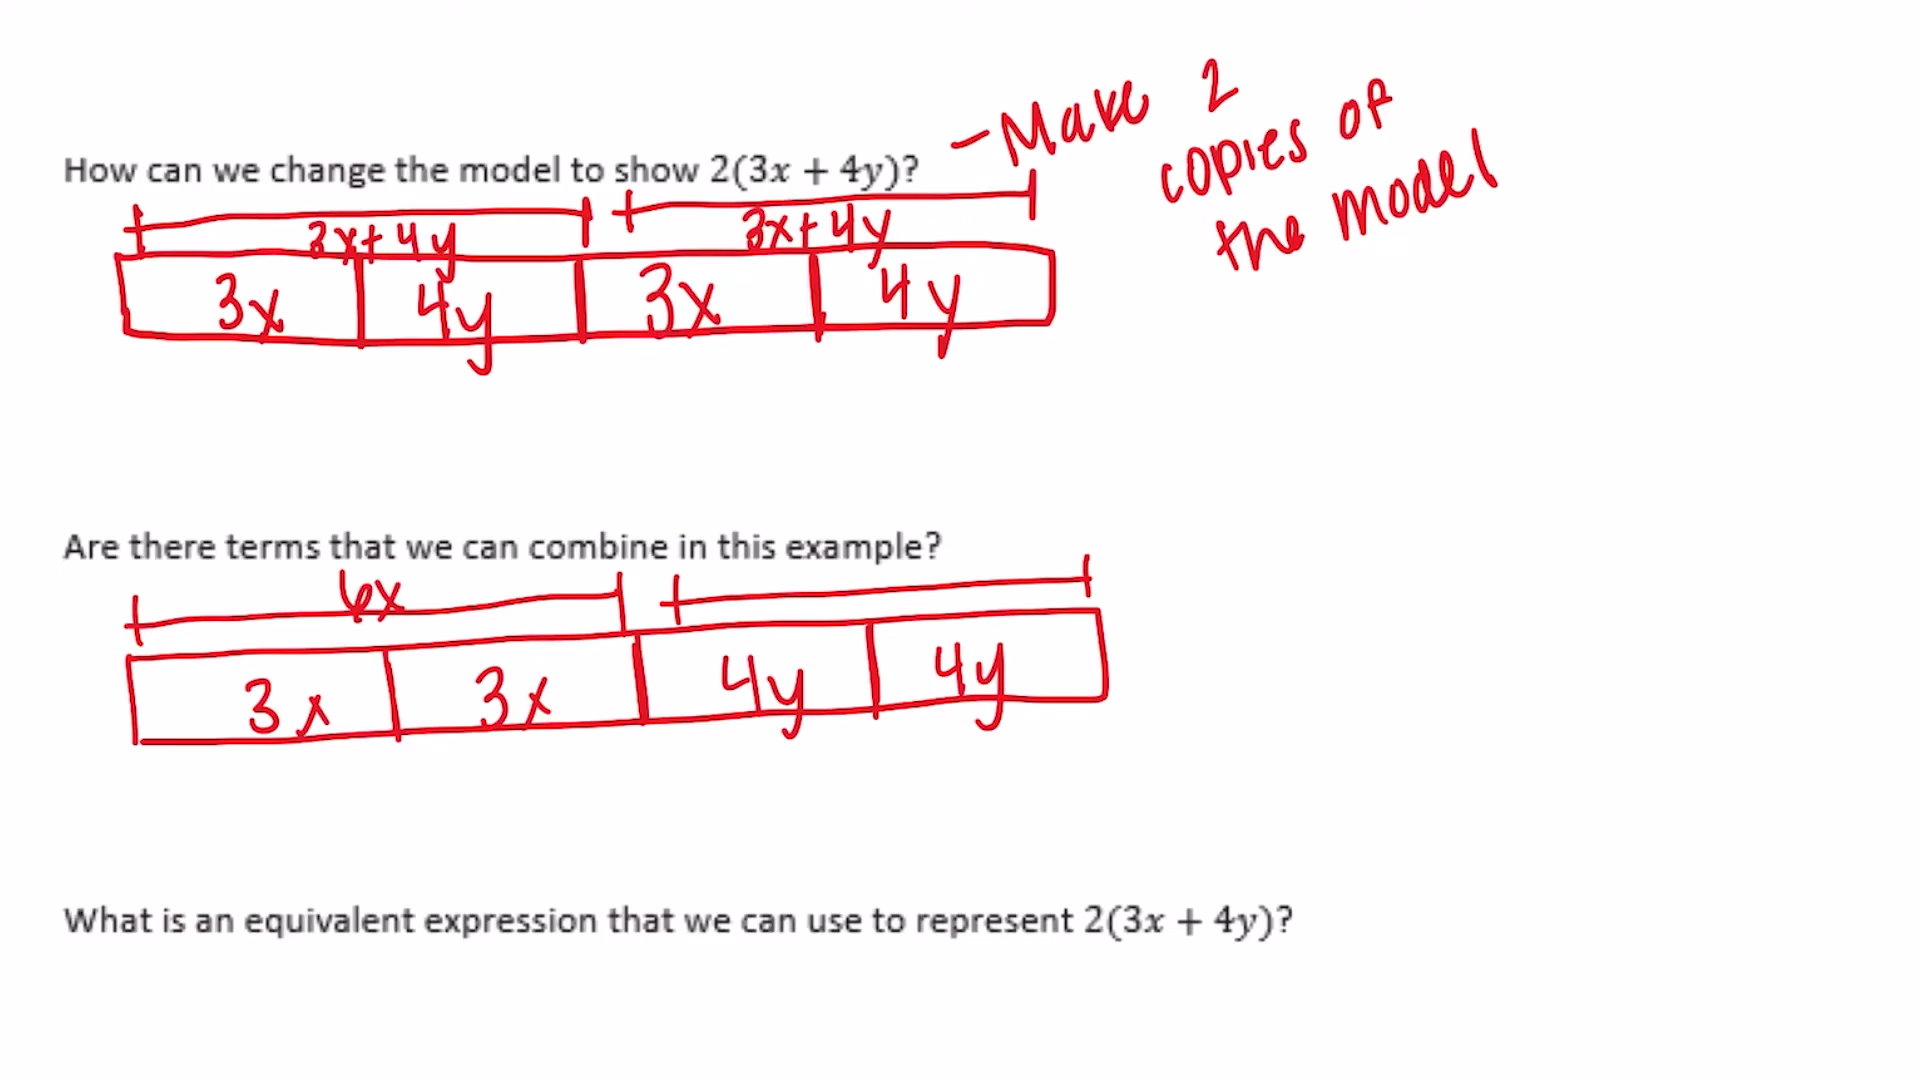 How can we change the model to show 2(3x + 4y)?
- Make 2
copies of
the model
3x+4y 3x+4y
3x 4y 3x 4y
Are there terms that we can combine in this example?
6x
3x 3x 4y 4y
What is an equivalent expression that we can use to represent 2(3x + 4y)?